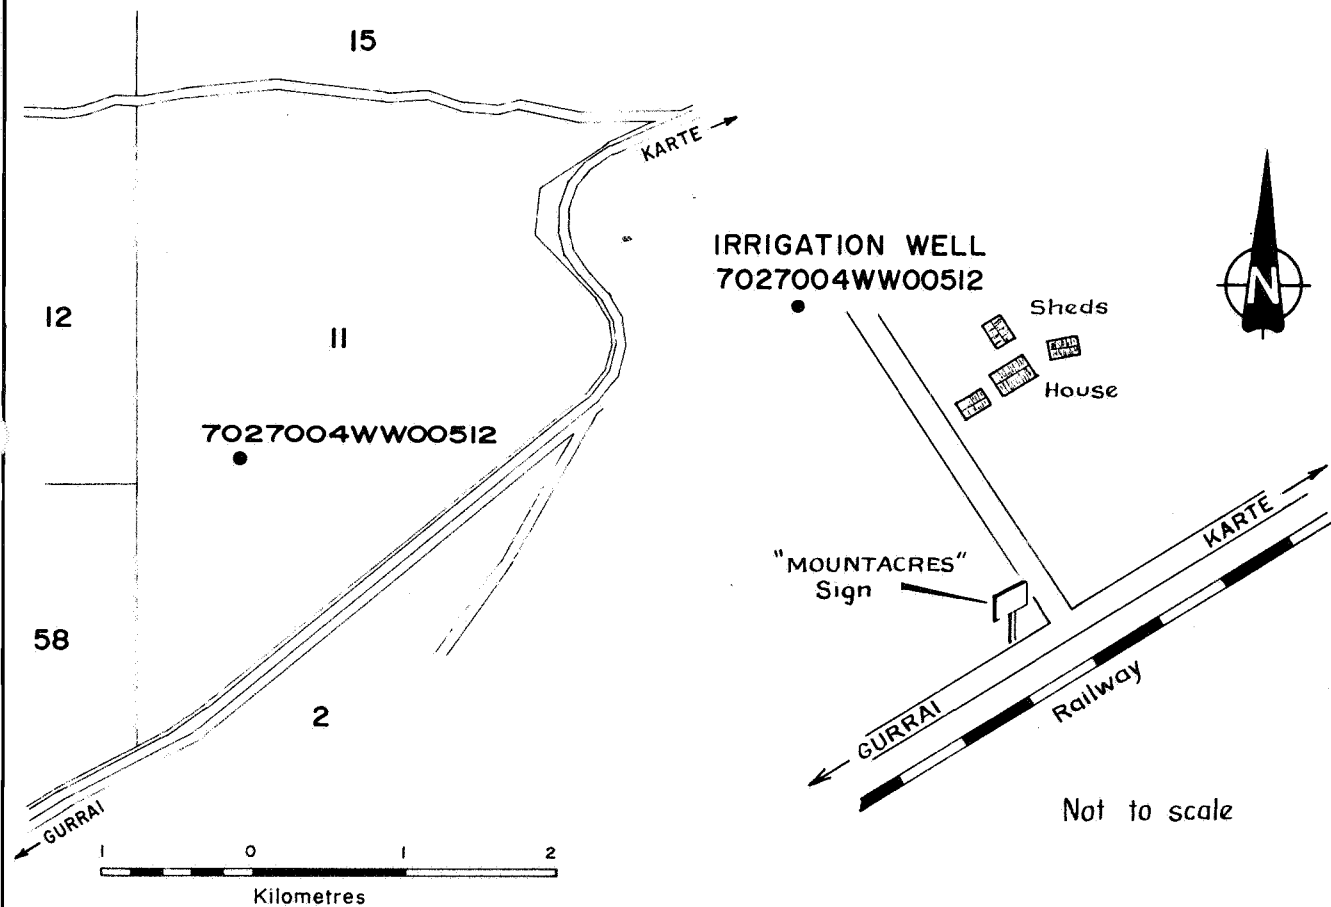 15
KARTE
12
11
7027004WW00512
58
2
GURRAI
1 0 1 2
Kilometres
IRRIGATION WELL
7027004WW00512
Sheds
House
N
"MOUNTACRES"
Sign
KARTE
GURRAI
Railway
Not to scale